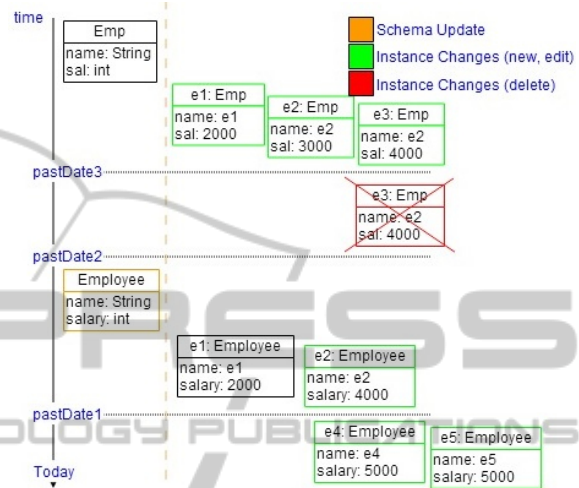 time
Emp
name: String
sal: int
Schema Update
Instance Changes (new, edit)
Instance Changes (delete)
e1: Emp
name: e1
sal: 2000
e2: Emp
name: e2
sal: 3000
e3: Emp
name: e2
sal: 4000
pastDate3
e3: Emp
name: e2
sal: 4000
pastDate2
Employee
name: String
salary: int
PRESS
e1: Employee
name: e1
salary: 2000
e2: Employee
name: e2
salary: 4000
pastDate1
OLOGY PUBLICATIONS
e4: Employee
name: e4
salary: 5000
e5: Employee
name: e5
salary: 5000
Today